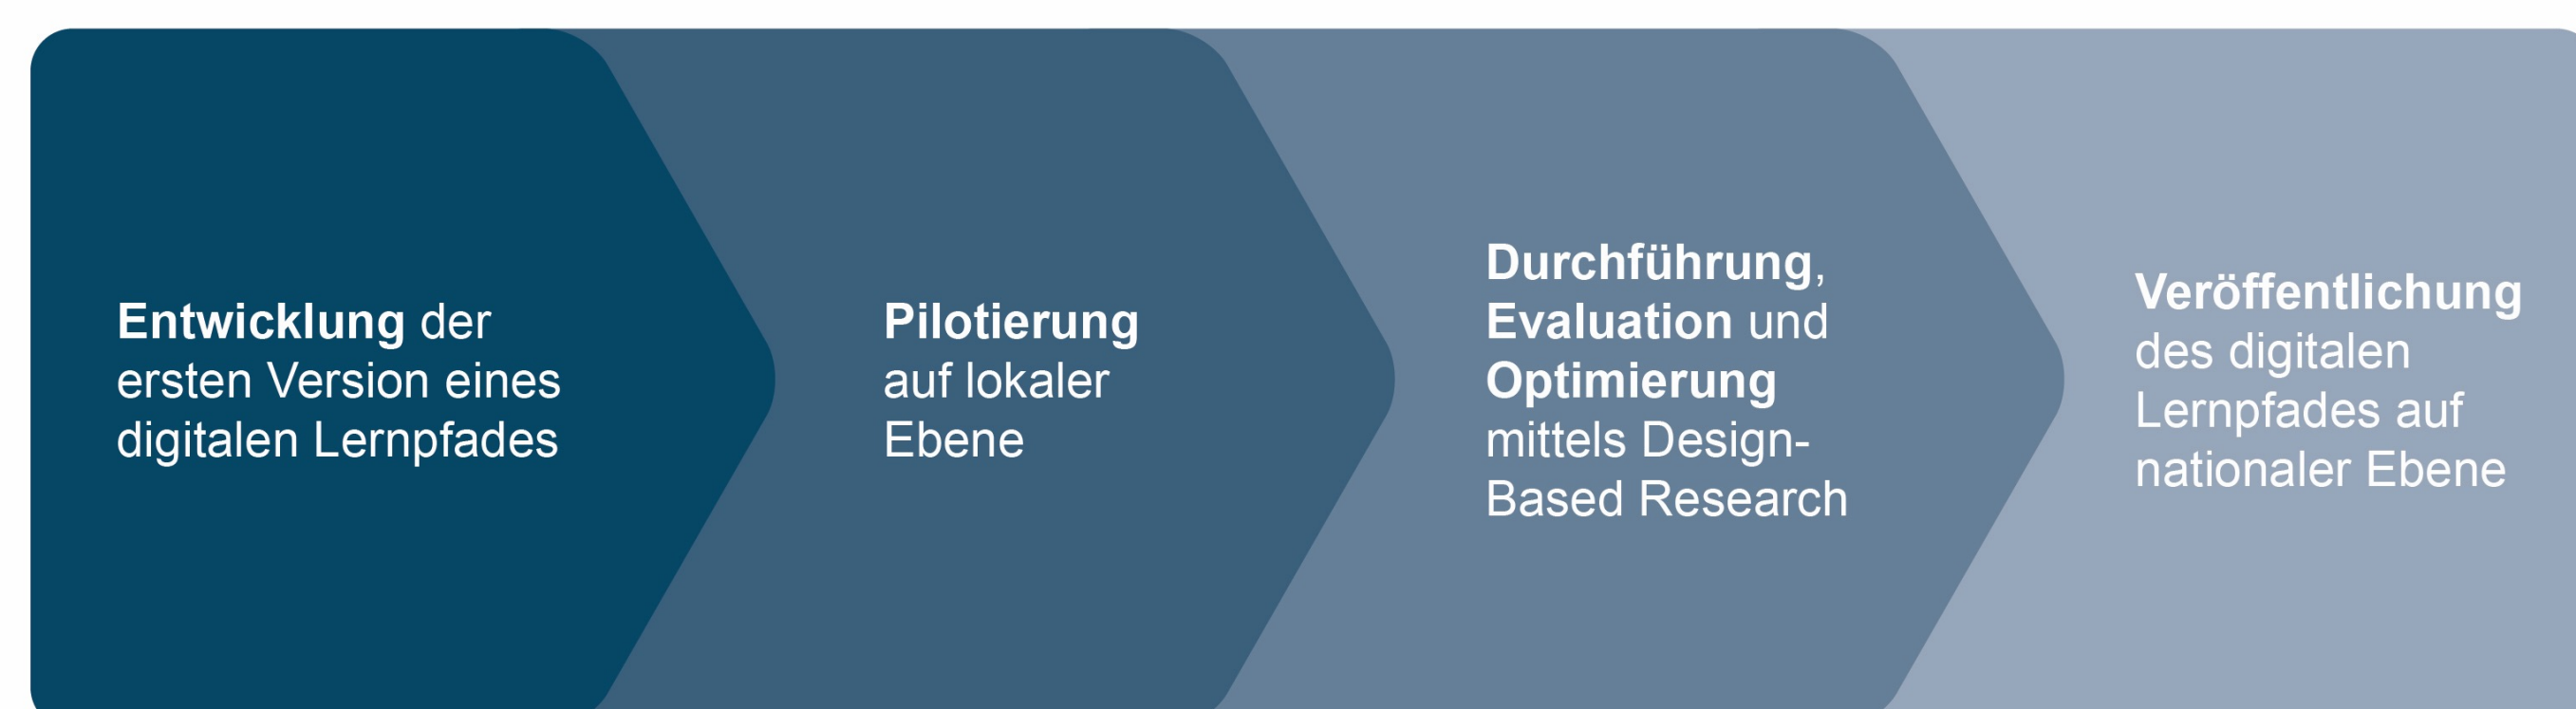 Entwicklung der
ersten Version eines
digitalen Lernpfades
Pilotierung
auf lokaler
Ebene
Durchführung,
Evaluation und
Optimierung
mittels Design-
Based Research
Veröffentlichung
des digitalen
Lernpfades auf
nationaler Ebene